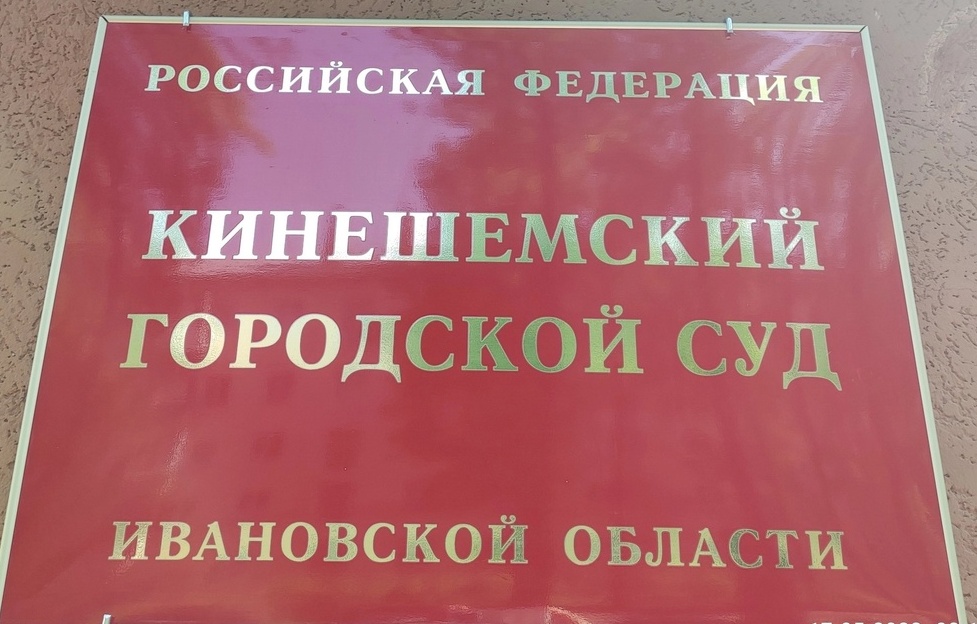 РОССИЙСКАЯ ФЕДЕРАЦИЯ
КИНЕШЕМСКИЙ
ГОРОДСКОЙ СУД
ИВАНОВСКОЙ ОБЛАСТИ